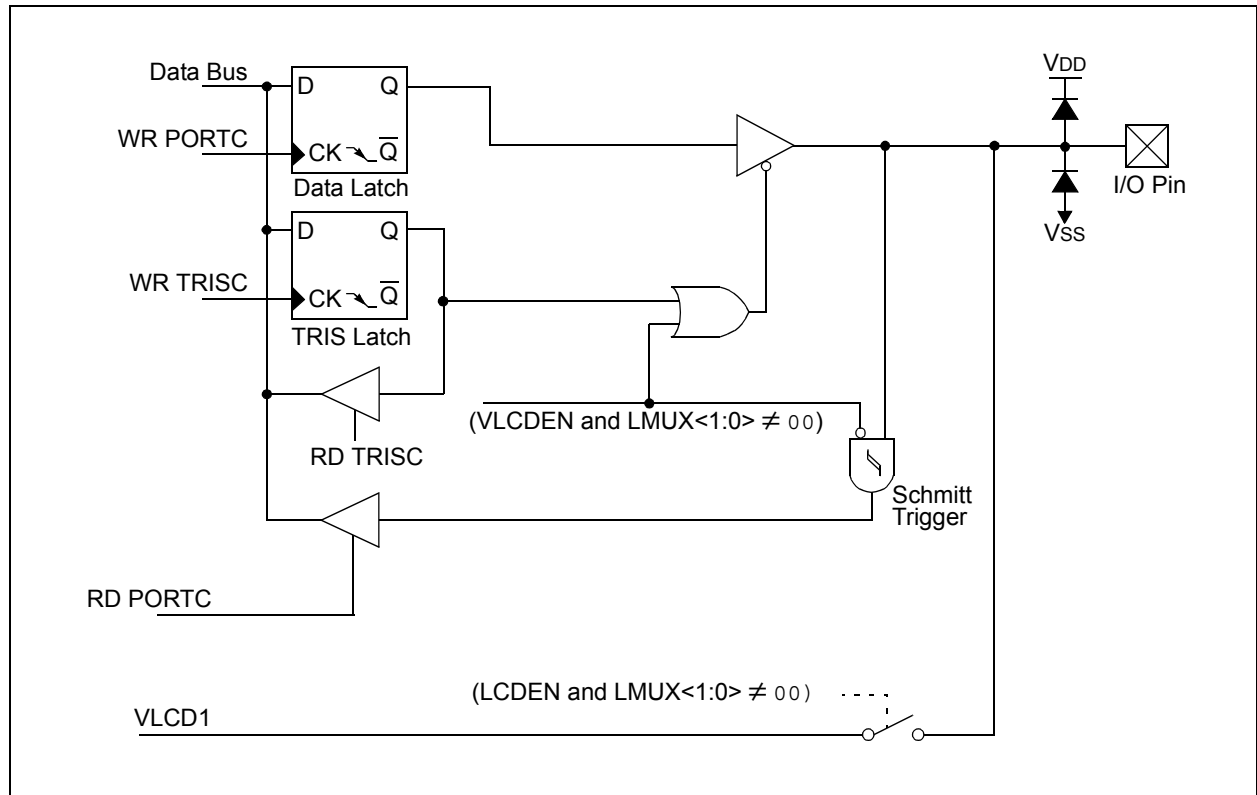 Data Bus
D Q
VDD
WR PORTC
CK Q̅
I/O Pin
Data Latch
D Q
VSS
WR TRISC
CK Q̅
TRIS Latch
(VLCDEN and LMUX<1:0> ≠ 00)
RD TRISC
Schmitt
Trigger
RD PORTC
(LCDEN and LMUX<1:0> ≠ 00)
VLCD1